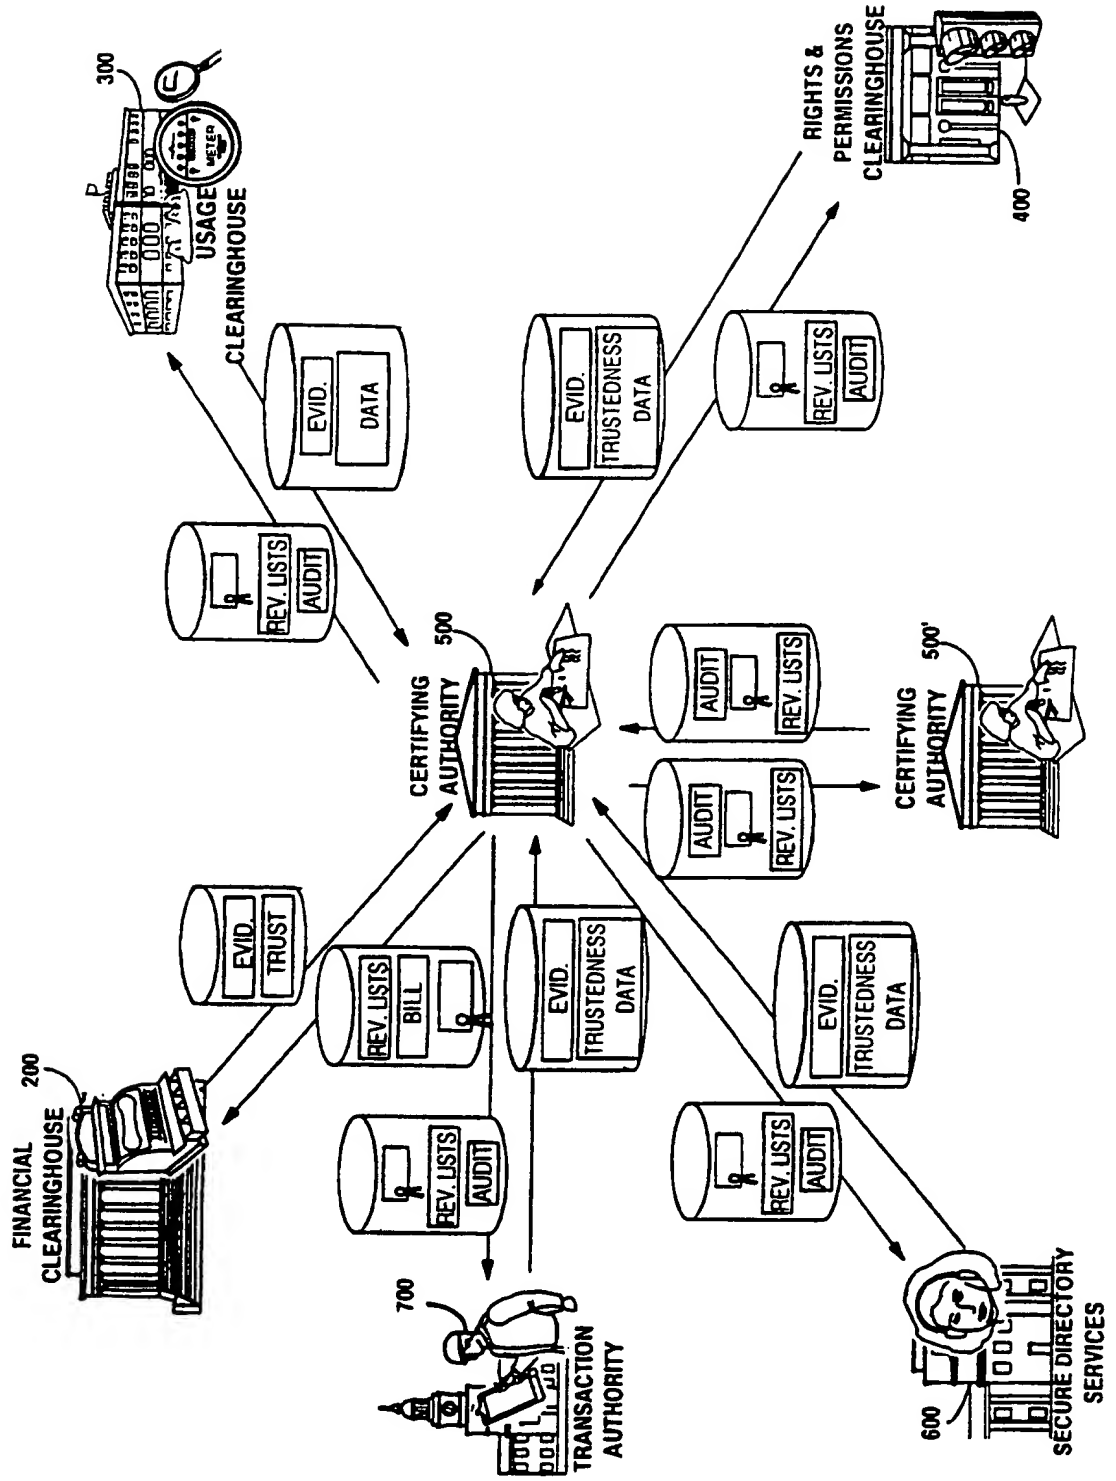 FINANCIAL
CLEARINGHOUSE
200
EVID.
TRUST
REV. LISTS
BILL
USAGE
CLEARINGHOUSE
300
METER
REV. LISTS
AUDIT
EVID.
DATA
TRANSACTION
AUTHORITY
700
REV. LISTS
AUDIT
EVID.
TRUSTEDNESS
DATA
CERTIFYING
AUTHORITY
500
EVID.
TRUSTEDNESS
DATA
REV. LISTS
AUDIT
RIGHTS &
PERMISSIONS
CLEARINGHOUSE
400
SECURE DIRECTORY
SERVICES
600
REV. LISTS
AUDIT
EVID.
TRUSTEDNESS
DATA
AUDIT
REV. LISTS
AUDIT
REV. LISTS
CERTIFYING
AUTHORITY
500'